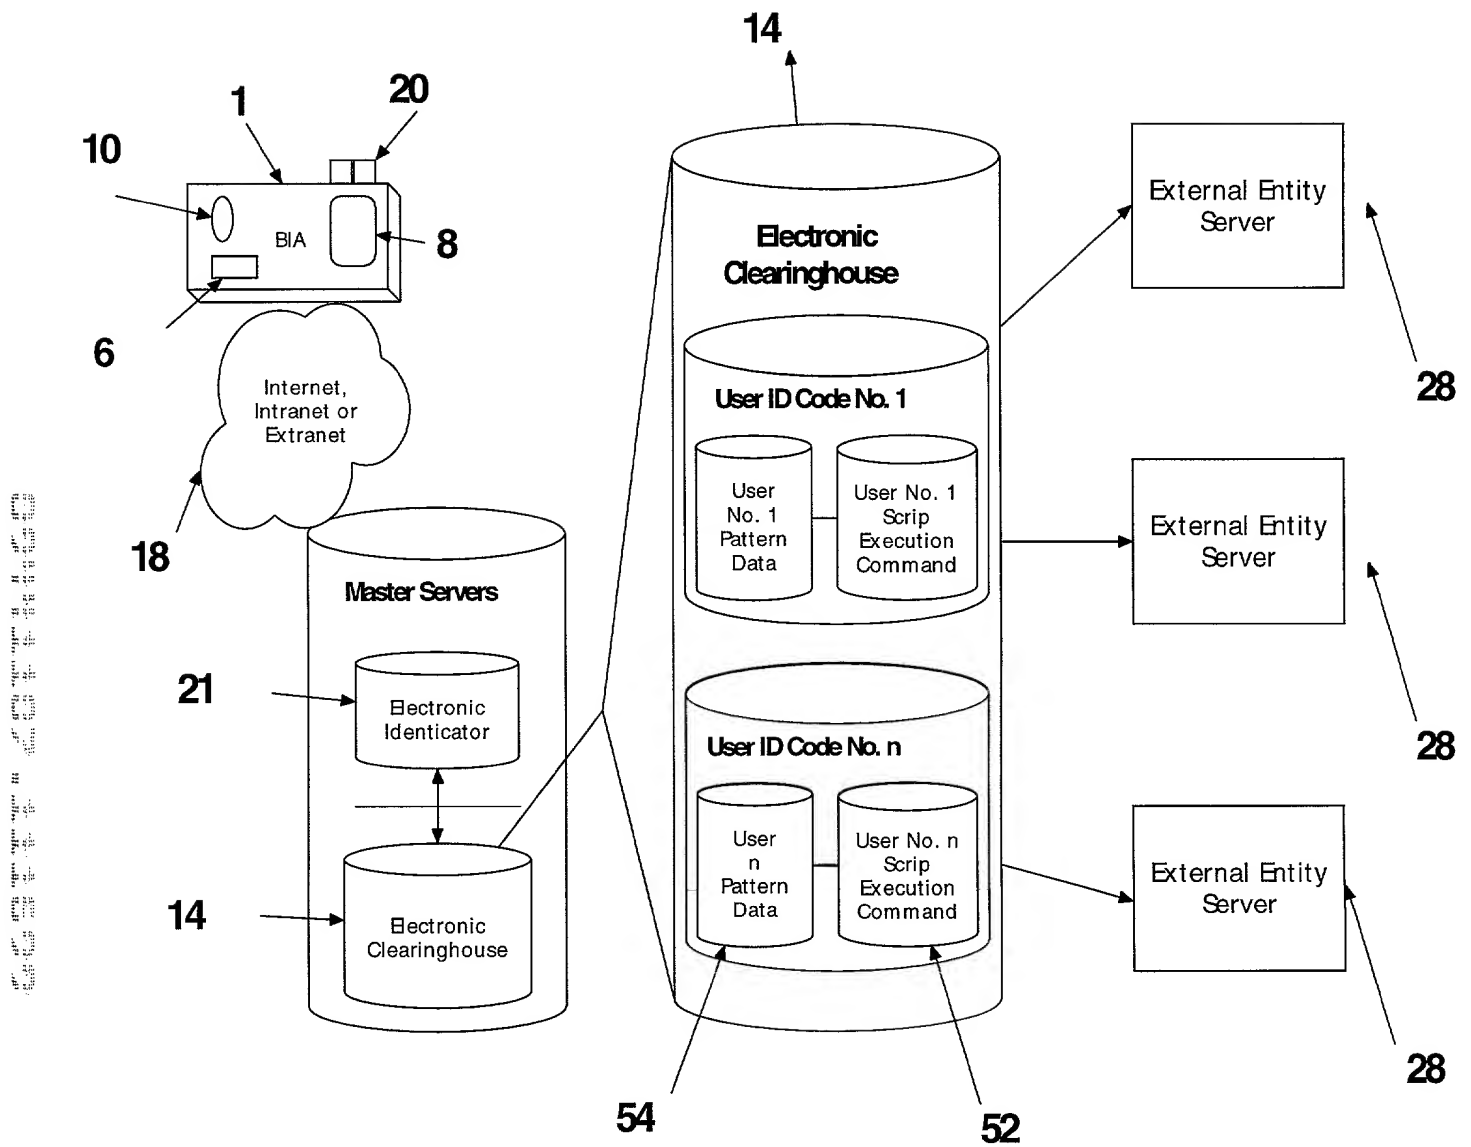 14
20
1
10
BIA
8
6
Internet,
Intranet or
Extranet
18
Master Servers
21
Electronic
Identicator
14
Electronic
Clearinghouse
Electronic
Clearinghouse
User ID Code No. 1
User
No. 1
Pattern
Data
User No. 1
Scrip
Execution
Command
User ID Code No. n
User
n
Pattern
Data
User No. n
Scrip
Execution
Command
54
52
External Entity
Server
28
External Entity
Server
28
External Entity
Server
28